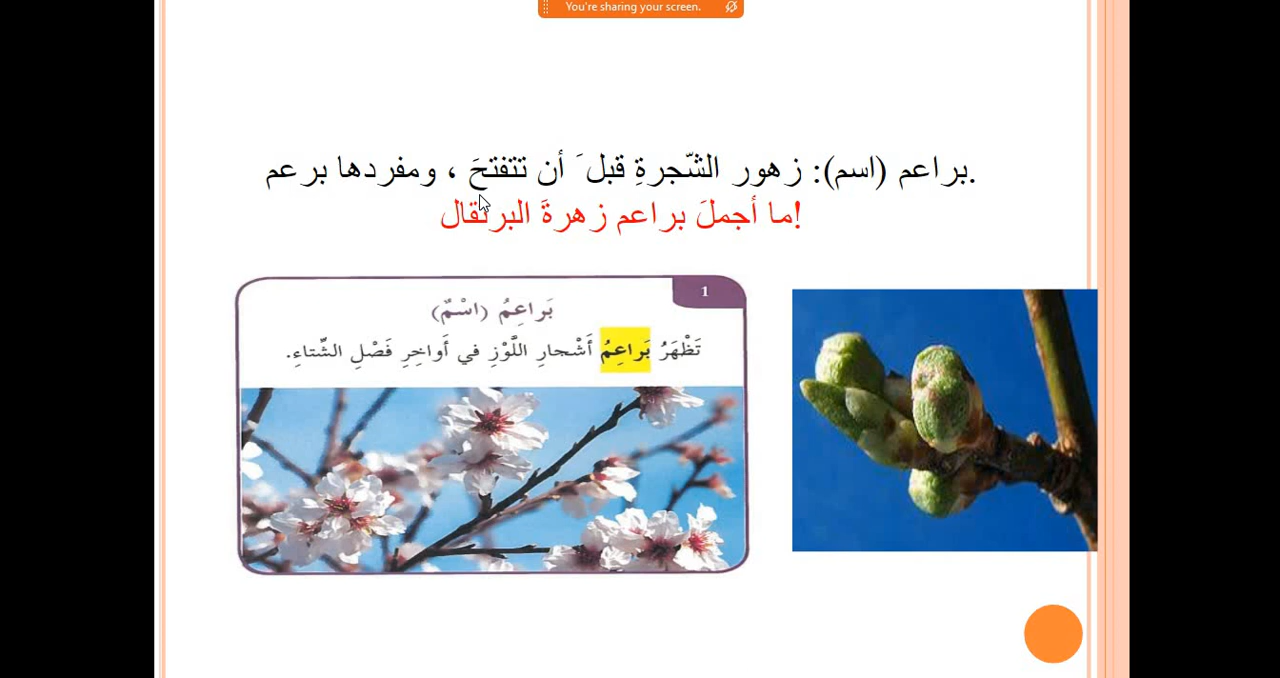 You're sharing your screen.
براعم (اسم): زهور الشّجرةِ قبل َ أن تتفتحَ ، ومفردها برعم.
ما أجملَ براعم زهرةَ البرتقال!
1
بَراعِمُ (اسْمٌ)
تَظْهَرُ بَراعِمُ أَشْجارِ اللَّوْزِ في أَواخِرِ فَصْلِ الشِّتاءِ.